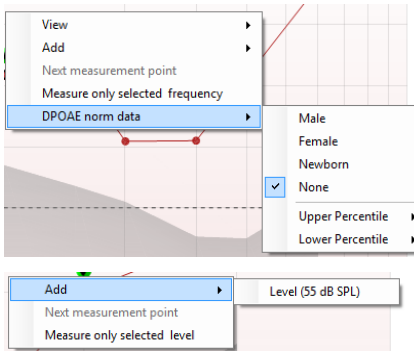 View
Add
Next measurement point
Measure only selected frequency
DPOAE norm data
Male
Female
Newborn
None
Upper Percentile
Lower Percentile
Add
Level (55 dB SPL)
Next measurement point
Measure only selected level